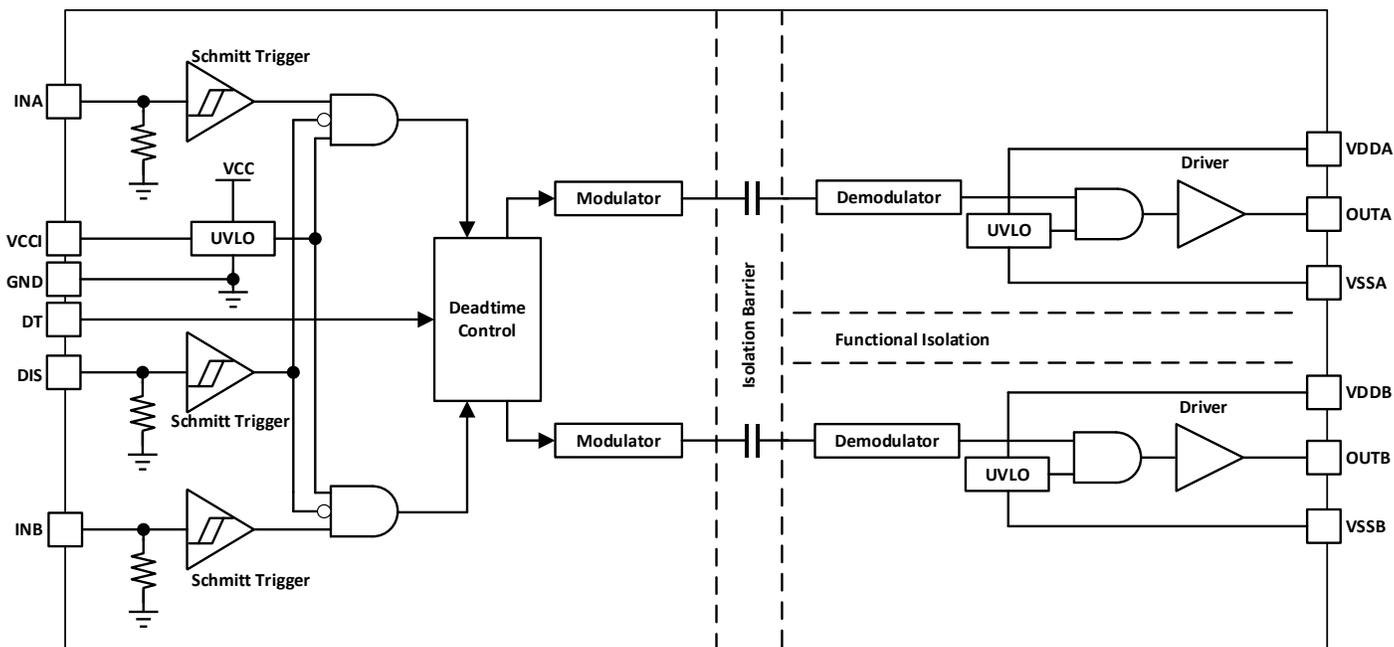 Schmitt Trigger
INA
VCC
VCCI
UVLO
GND
DT
DIS
Schmitt Trigger
INB
Schmitt Trigger
Deadtime
Control
Modulator
Modulator
Isolation Barrier
Demodulator
UVLO
Driver
VDDA
OUTA
VSSA
Functional Isolation
Demodulator
UVLO
Driver
VDDB
OUTB
VSSB